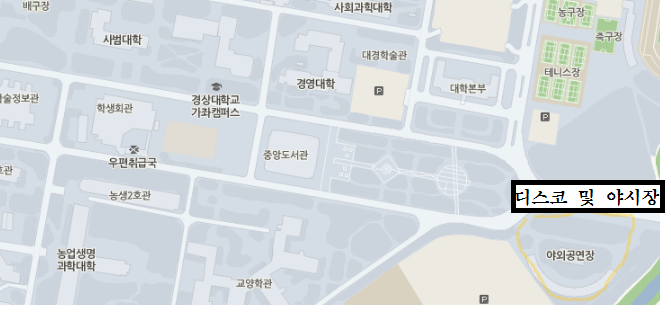 배구장
사회과학대학
농구장
족구장
사범대학
대경학술관
테니스장
경영대학
P
대학본부
경상대학교
가좌캠퍼스
학술정보관
학생회관
P
우편취급국
중앙도서관
농생2호관
디스코 및 야시장
농업생명
과학대학
야외공연장
교양학관
P